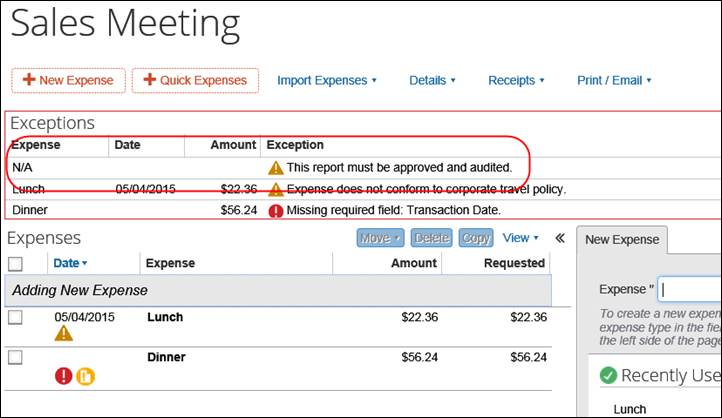 Sales Meeting
New Expense Quick Expenses Import Expenses Details Receipts Print / Email
Exceptions
Expense Date Amount Exception
N/A This report must be approved and audited.
Lunch 05/04/2015 $22.36 Expense does not conform to corporate travel policy.
Dinner $56.24 Missing required field: Transaction Date.
Expenses Move Delete Copy View «
Date Expense Amount Requested
Adding New Expense
05/04/2015 Lunch $22.36 $22.36
Dinner $56.24 $56.24
New Expense
Expense "
To create a new expen
expense type in the fie
the left side of the page
Recently Use
Lunch